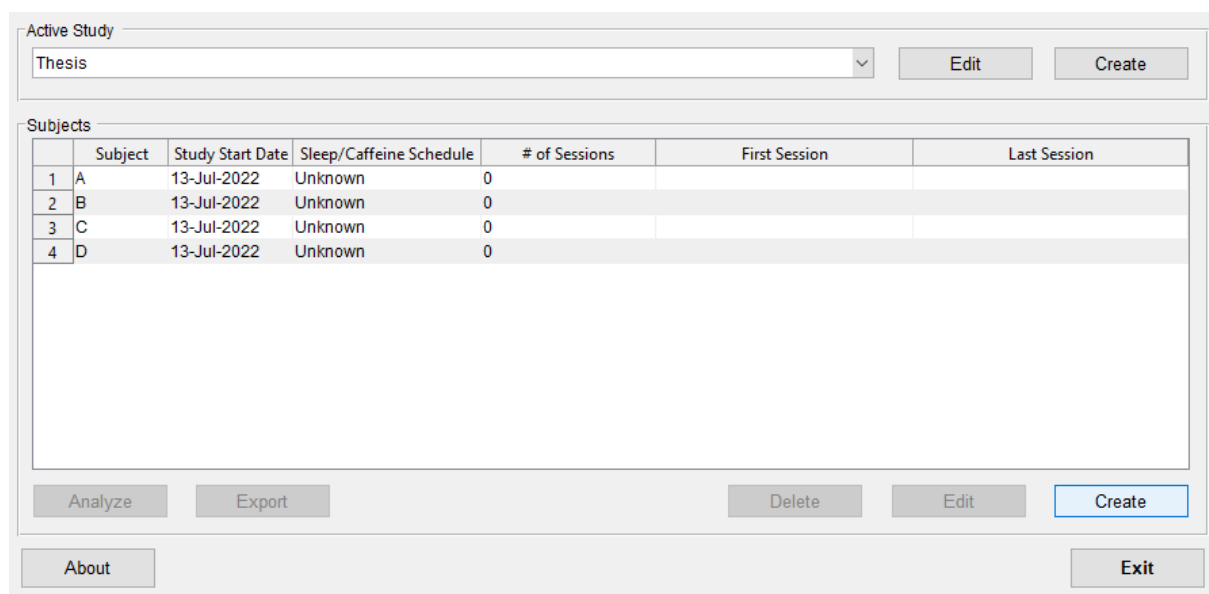 Active Study
Thesis Edit Create
Subjects
Subject Study Start Date Sleep/Caffeine Schedule # of Sessions First Session Last Session
1 A 13-Jul-2022 Unknown 0
2 B 13-Jul-2022 Unknown 0
3 C 13-Jul-2022 Unknown 0
4 D 13-Jul-2022 Unknown 0
Analyze Export Delete Edit Create
About Exit